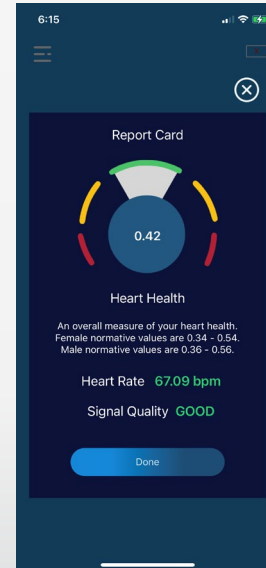 6:15
Report Card
0.42
Heart Health
An overall measure of your heart health.
Female normative values are 0.34 - 0.54.
Male normative values are 0.36 - 0.56.
Heart Rate 67.09 bpm
Signal Quality GOOD
Done